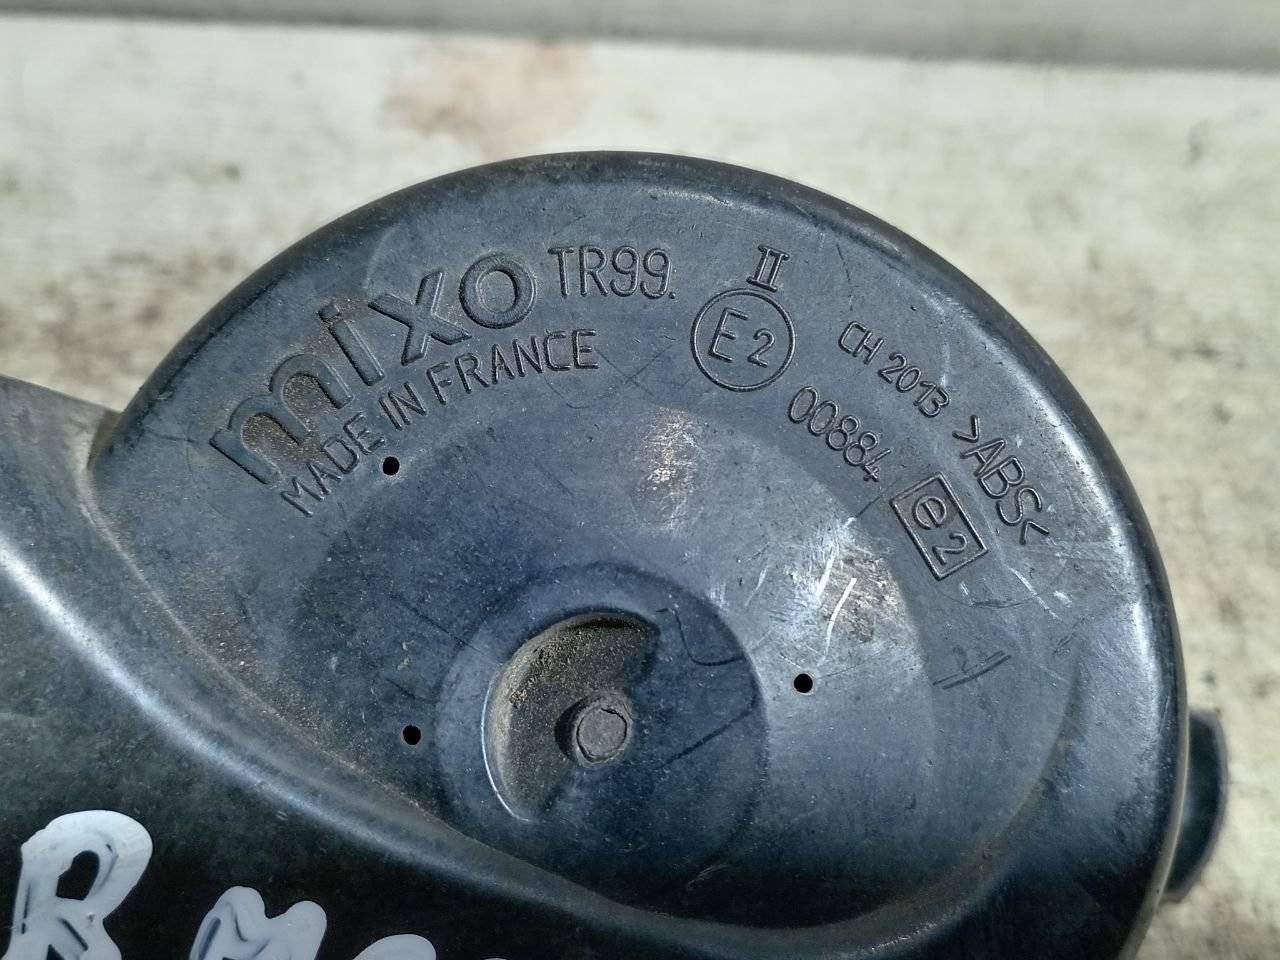 mixo TR99.
MADE IN FRANCE
II
E2
00884
CH 2013
>ABS<
e2
R